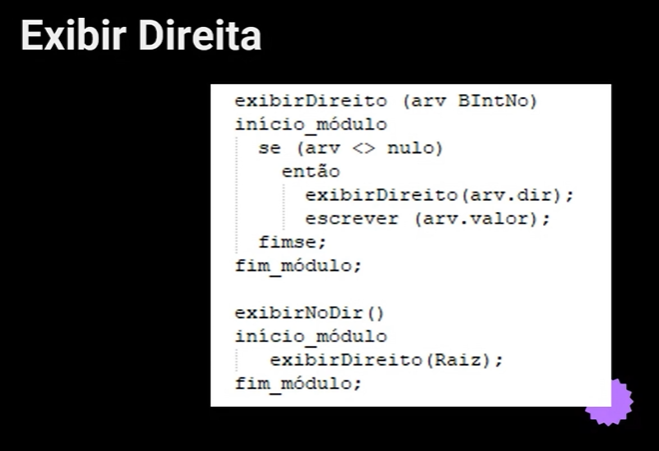 Exibir Direita
exibirDireito (arv BIntNo)
início_módulo
se (arv <> nulo)
então
exibirDireito(arv.dir);
escrever (arv.valor);
fimse;
fim_módulo;
exibirNoDir()
início_módulo
exibirDireito(Raiz);
fim_módulo;